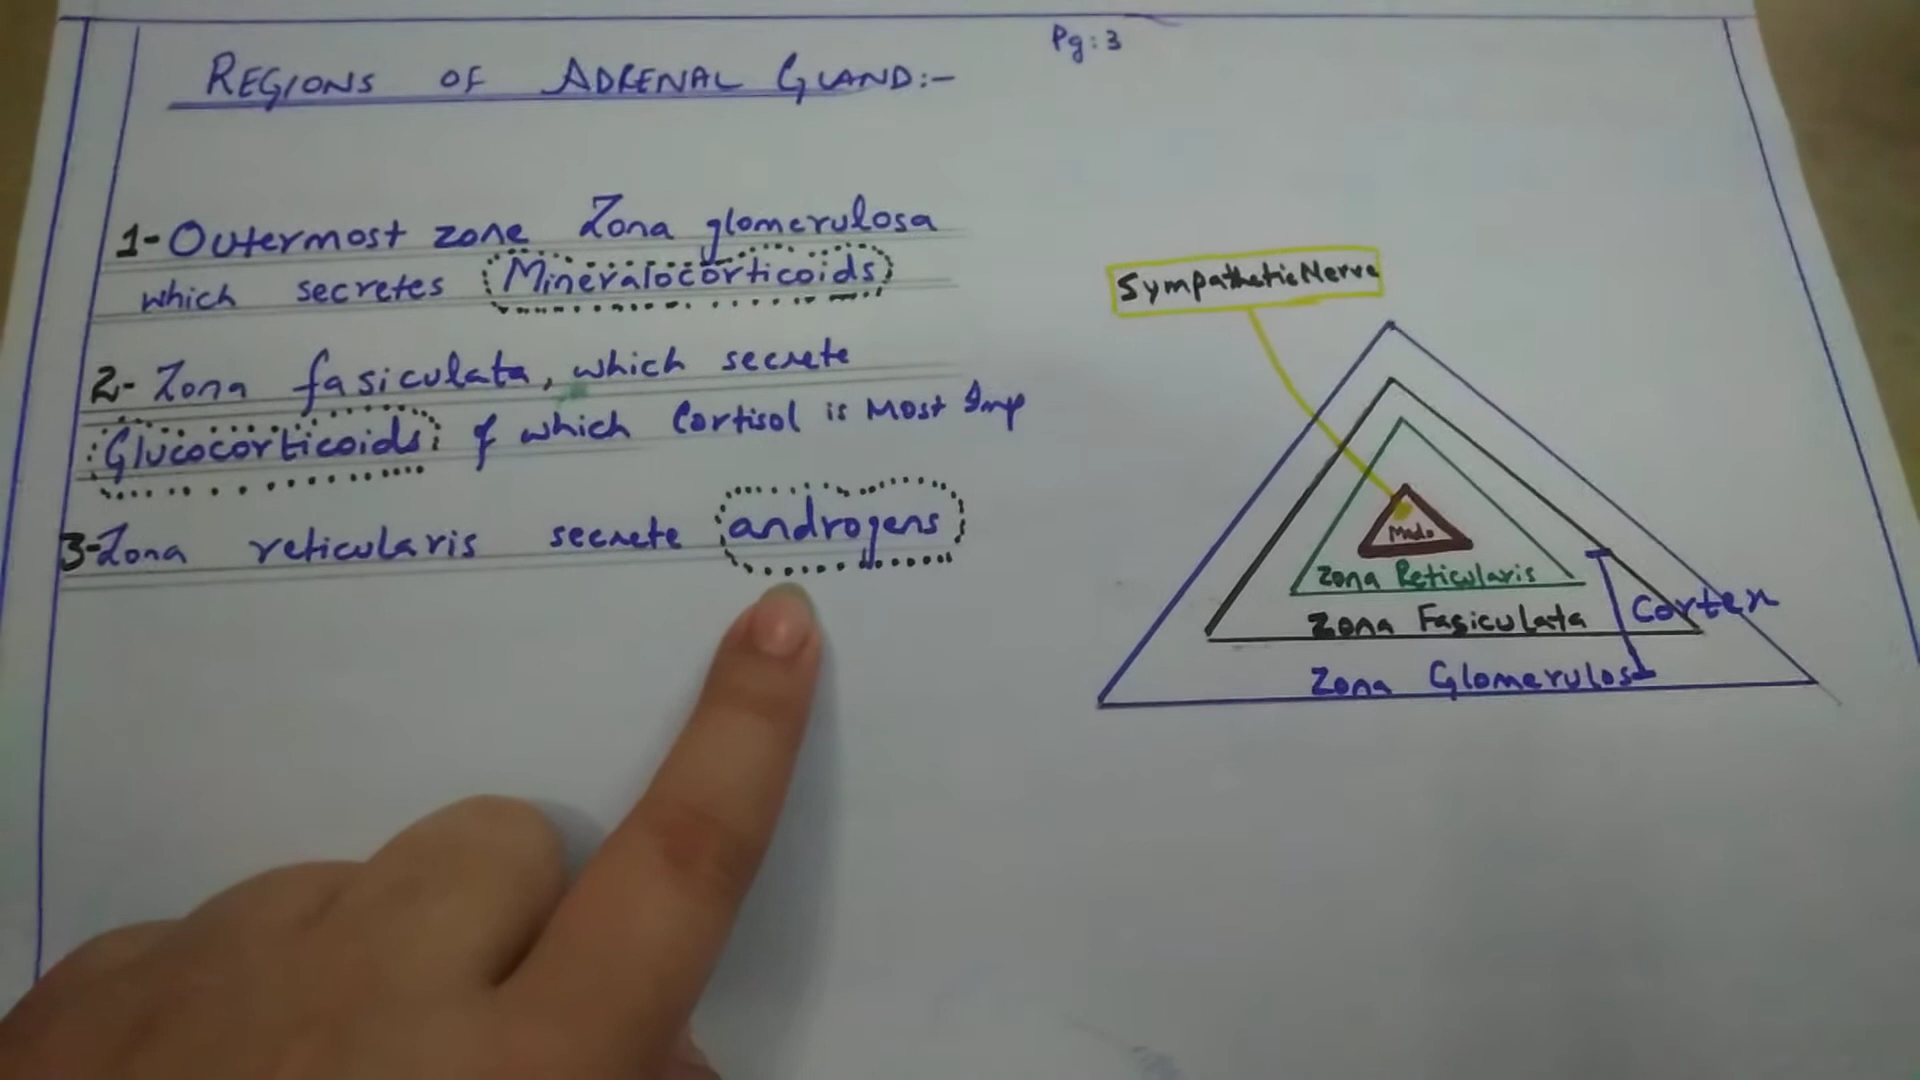 Pg:3
REGIONS OF ADRENAL GLAND:-
1-Outermost zone Zona glomerulosa
which secretes Mineralocorticoids
2- Zona fasiculata, which secrete
Glucocorticoids of which Cortisol is Most Imp
3-Zona reticularis secrete androgens
Sympathetic Nerve
Zona Reticularis
Zona Fasiculata
Cortex
Zona Glomerulosa